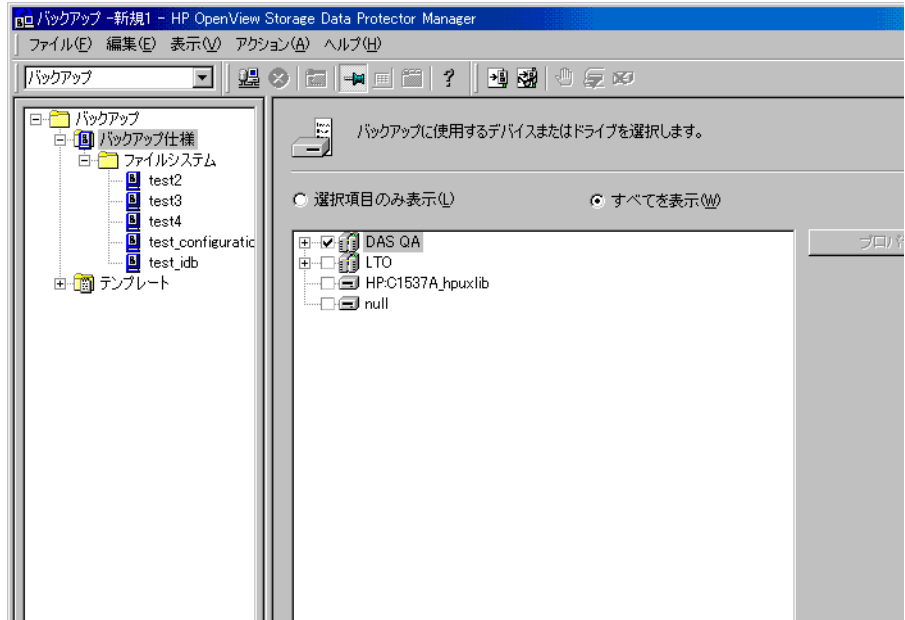 バックアップ -新規1 - HP OpenView Storage Data Protector Manager
ファイル(F) 編集(E) 表示(V) アクション(A) ヘルプ(H)
バックアップ
バックアップ
バックアップ仕様
ファイルシステム
test2
test3
test4
test_configuratic
test_idb
テンプレート
バックアップに使用するデバイスまたはドライブを選択します。
選択項目のみ表示(L) すべてを表示(W)
DAS QA
LTO
HP:C1537A_hpuxlib
null
プロパ